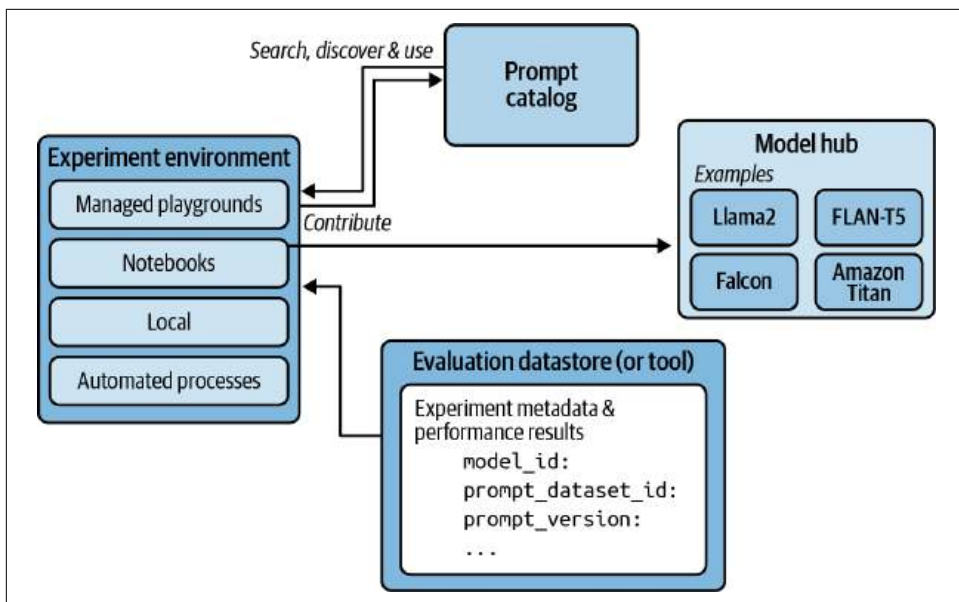 Search, discover & use
Prompt
catalog
Experiment environment
Managed playgrounds
Notebooks
Local
Automated processes
Contribute
Model hub
Examples
Llama2
FLAN-T5
Falcon
Amazon
Titan
Evaluation datastore (or tool)
Experiment metadata &
performance results
model_id:
prompt_dataset_id:
prompt_version:
...